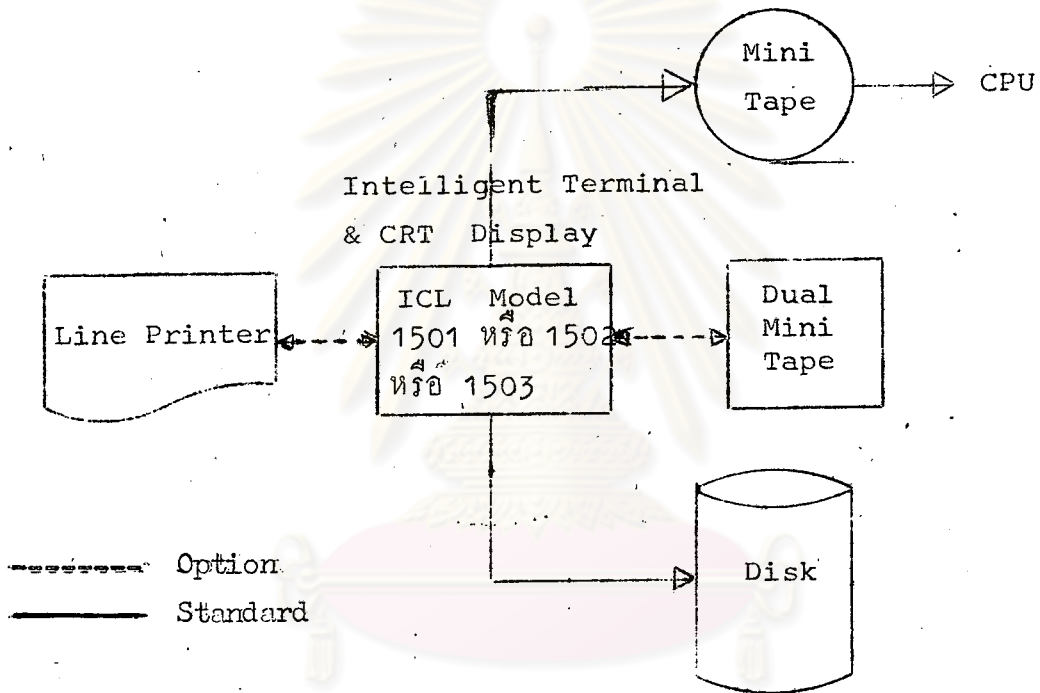 Mini
Tape
CPU
Intelligent Terminal
& CRT Display
Line Printer
ICL Model
1501 หรือ 1502
หรือ 1503
Dual
Mini
Tape
Disk
Option
Standard